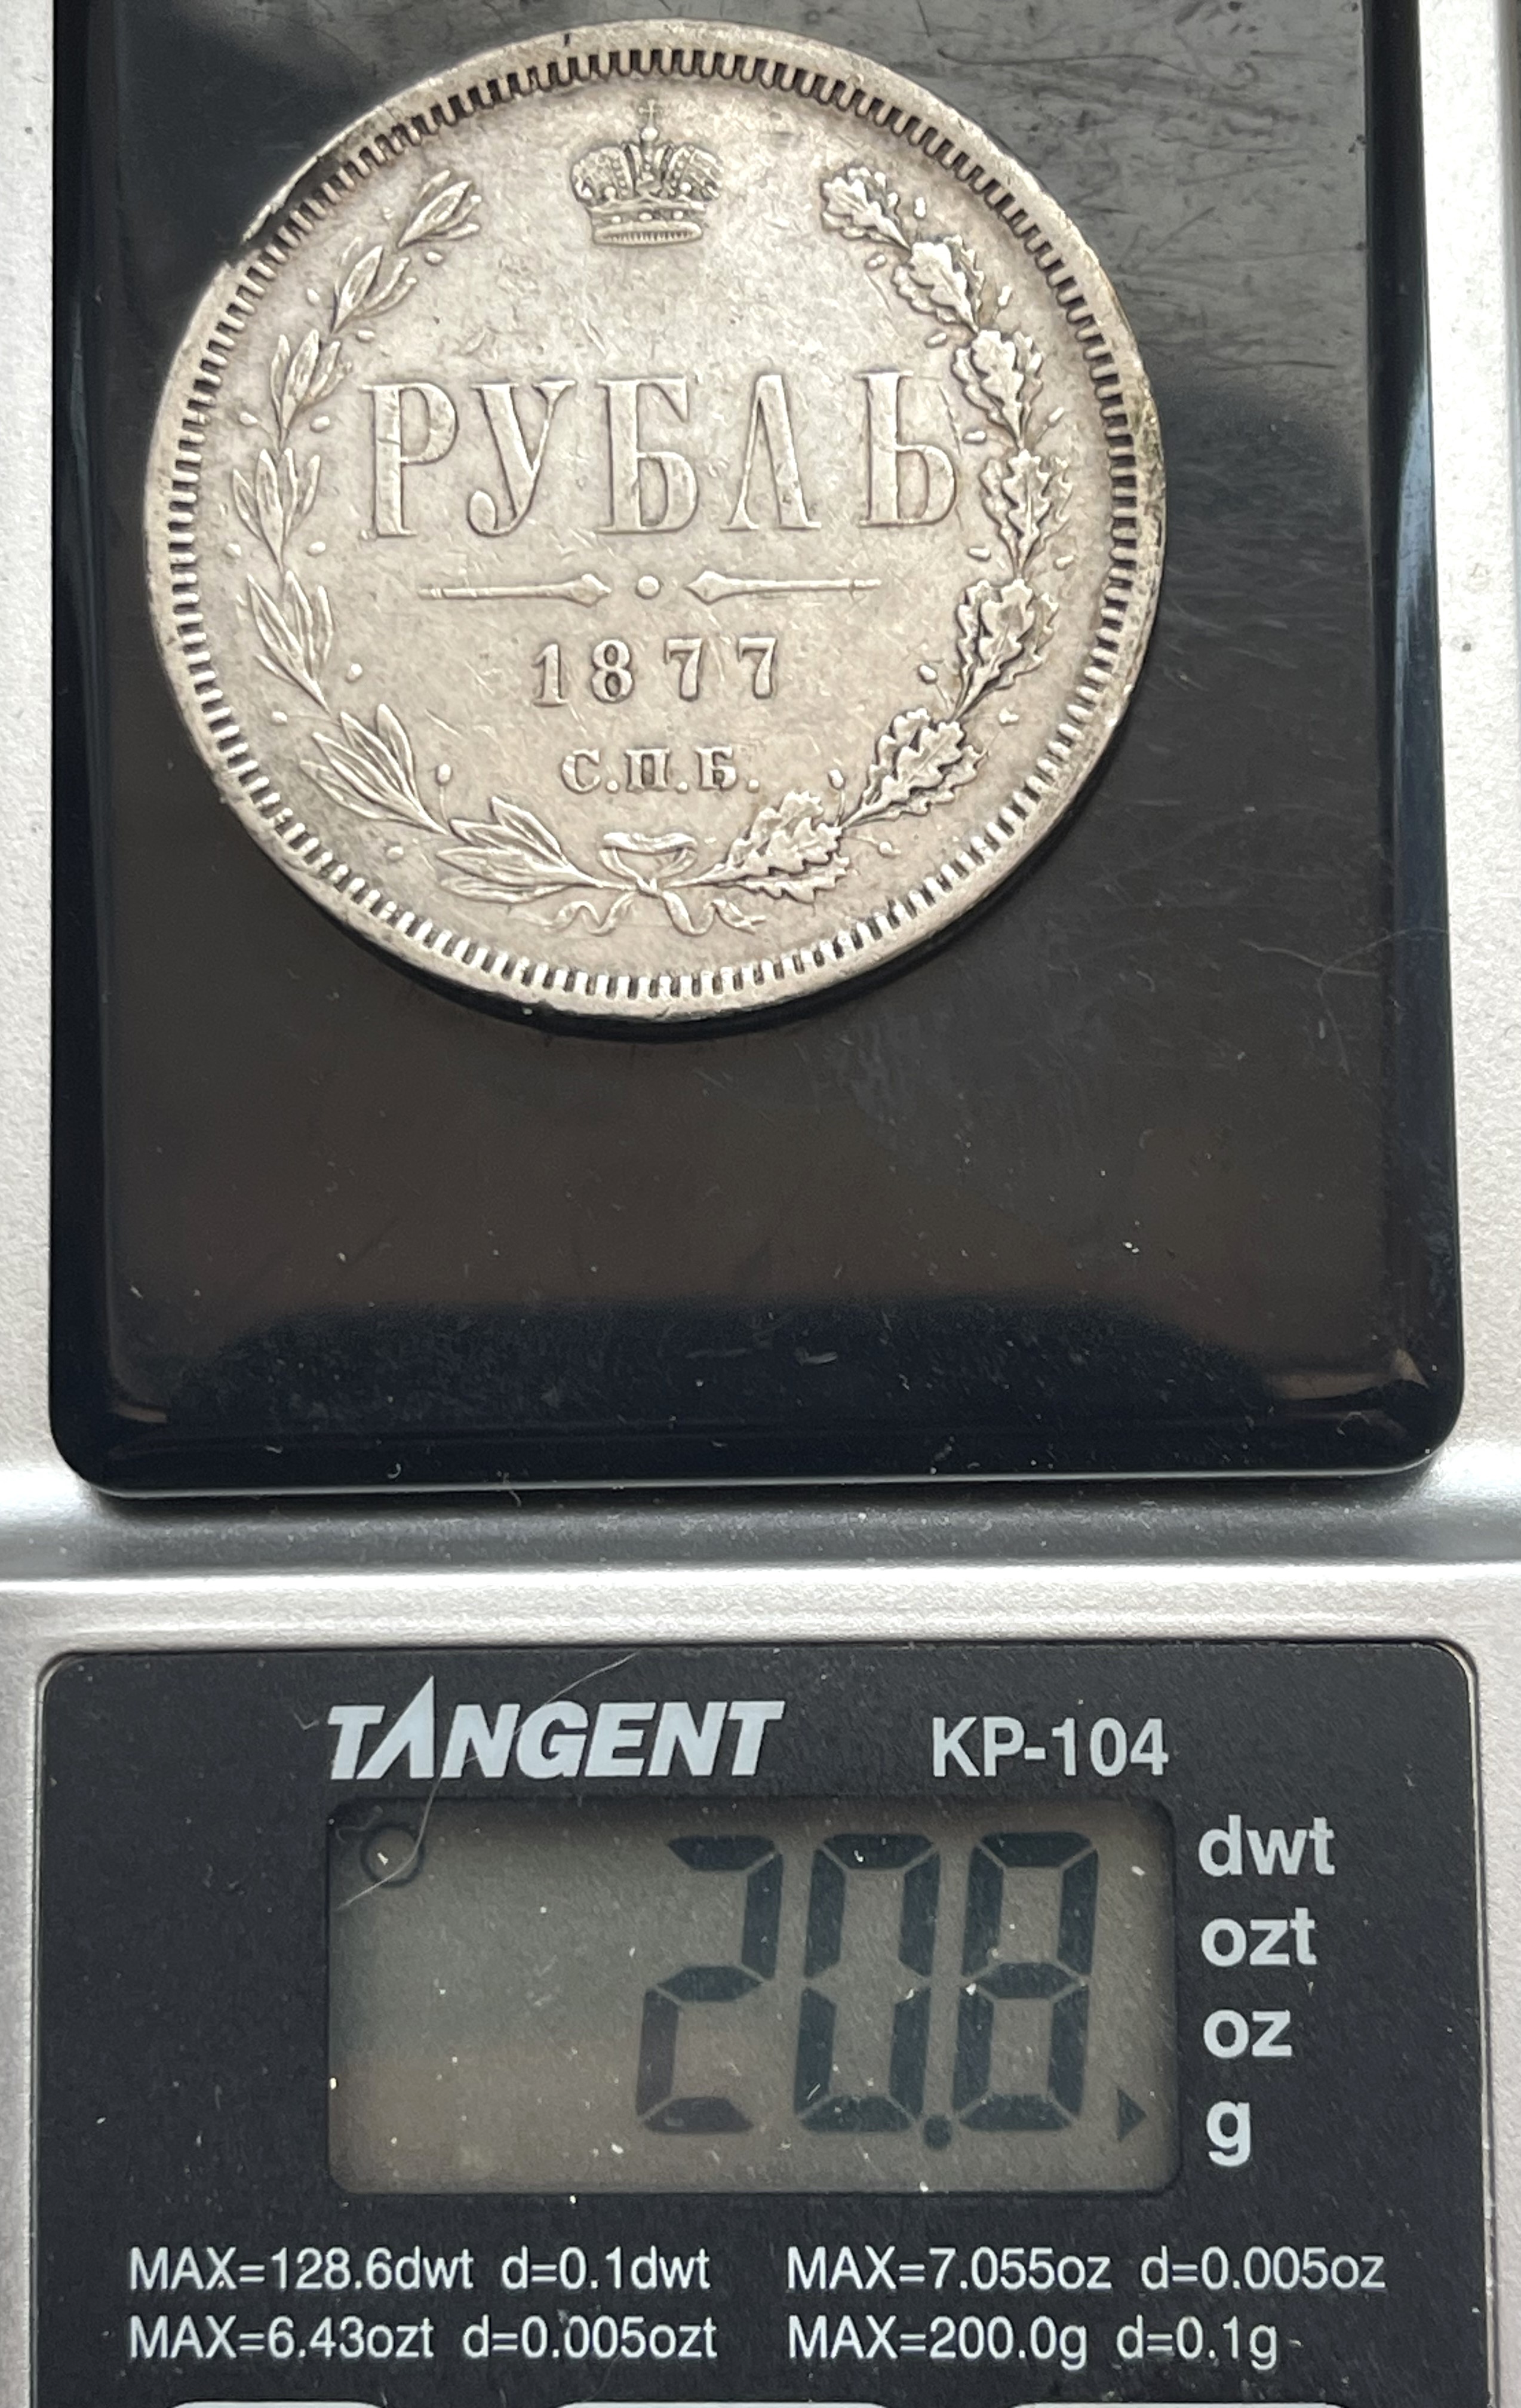 РУБЛЬ
1877
С.П.Б.
TANGENT KP-104
20.8
dwt
ozt
oz
g
MAX=128.6dwt d=0.1dwt MAX=7.055oz d=0.005oz
MAX=6.43ozt d=0.005ozt MAX=200.0g d=0.1g